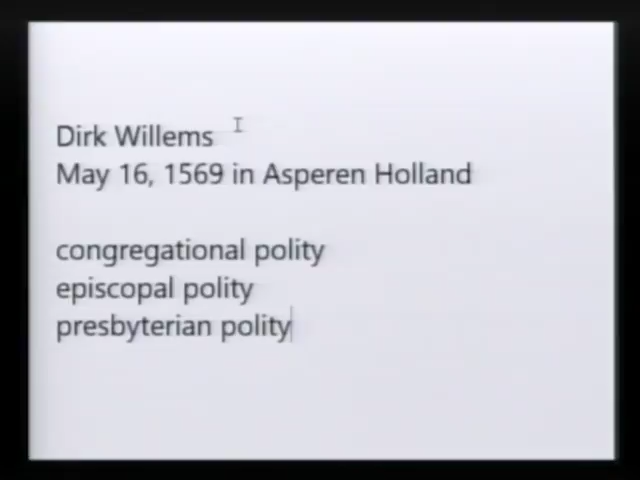 Dirk Willems
May 16, 1569 in Asperen Holland
congregational polity
episcopal polity
presbyterian polity